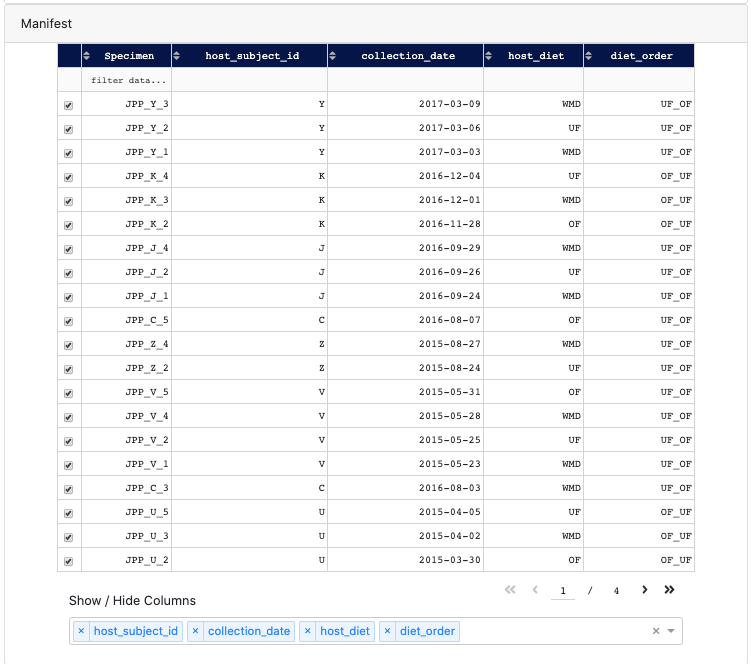 Manifest
Specimen host_subject_id collection_date host_diet diet_order
filter data...
JPP_Y_3 Y 2017-03-09 WMD UF_OF
JPP_Y_2 Y 2017-03-06 UF UF_OF
JPP_Y_1 Y 2017-03-03 WMD UF_OF
JPP_K_4 K 2016-12-04 UF OF_UF
JPP_K_3 K 2016-12-01 WMD OF_UF
JPP_K_2 K 2016-11-28 OF OF_UF
JPP_J_4 J 2016-09-29 WMD UF_OF
JPP_J_2 J 2016-09-26 UF UF_OF
JPP_J_1 J 2016-09-24 WMD UF_OF
JPP_C_5 C 2016-08-07 OF UF_OF
JPP_Z_4 Z 2015-08-27 WMD UF_OF
JPP_Z_2 Z 2015-08-24 UF UF_OF
JPP_V_5 V 2015-05-31 OF UF_OF
JPP_V_4 V 2015-05-28 WMD UF_OF
JPP_V_2 V 2015-05-25 UF UF_OF
JPP_V_1 V 2015-05-23 WMD UF_OF
JPP_C_3 C 2016-08-03 WMD UF_OF
JPP_U_5 U 2015-04-05 UF OF_UF
JPP_U_3 U 2015-04-02 WMD OF_UF
JPP_U_2 U 2015-03-30 OF OF_UF
1 / 4
Show / Hide Columns
× host_subject_id × collection_date × host_diet × diet_order ×